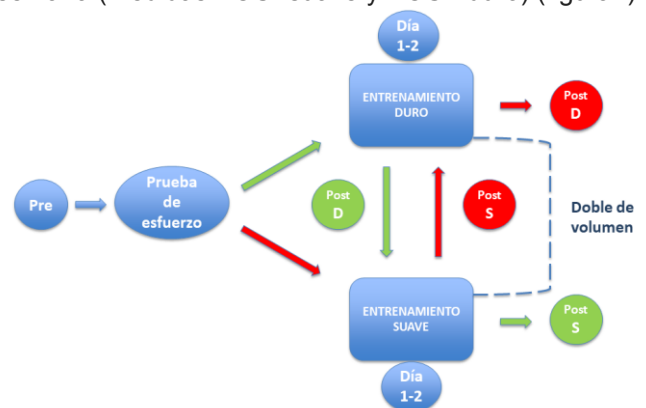 Día
1-2
ENTRENAMIENTO
DURO
Post
D
Pre
Prueba
de
esfuerzo
Post
D
Post
S
Doble de
volumen
ENTRENAMIENTO
SUAVE
Post
S
Día
1-2